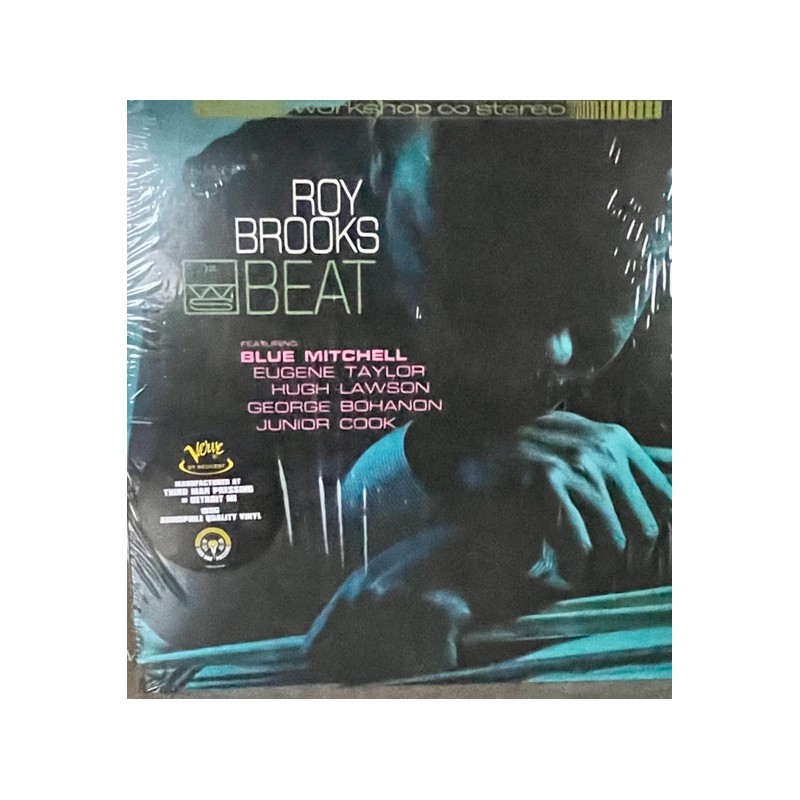 workshop ∞ stereo
ROY
BROOKS
BEAT
FEATURING
BLUE MITCHELL
EUGENE TAYLOR
HUGH LAWSON
GEORGE BOHANON
JUNIOR COOK
Verve
BY REQUEST
MANUFACTURED AT
THIRD MAN PRESSING
IN DETROIT MI
180G
AUDIOPHILE QUALITY VINYL